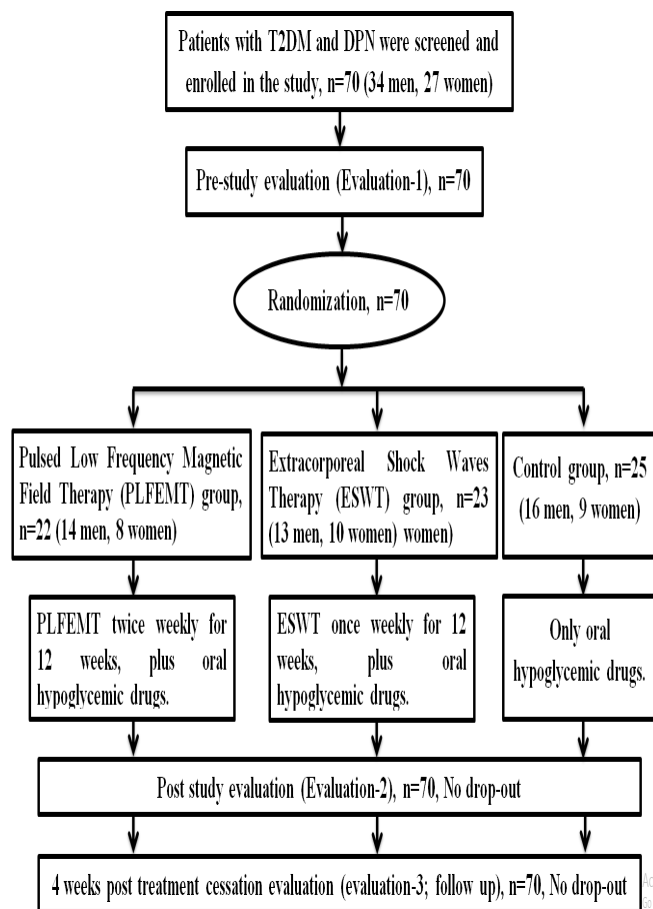 Patients with T2DM and DPN were screened and
enrolled in the study, n=70 (34 men, 27 women)
Pre-study evaluation (Evaluation-1), n=70
Randomization, n=70
Pulsed Low Frequency Magnetic
Field Therapy (PLFEMT) group,
n=22 (14 men, 8 women)
Extracorporeal Shock Waves
Therapy (ESWT) group, n=23
(13 men, 10 women) women)
Control group, n=25
(16 men, 9 women)
PLFEMT twice weekly for
12 weeks, plus oral
hypoglycemic drugs.
ESWT once weekly for 12
weeks, plus oral
hypoglycemic drugs.
Only oral
hypoglycemic drugs.
Post study evaluation (Evaluation-2), n=70, No drop-out
4 weeks post treatment cessation evaluation (evaluation-3; follow up), n=70, No drop-out
Ac
Go